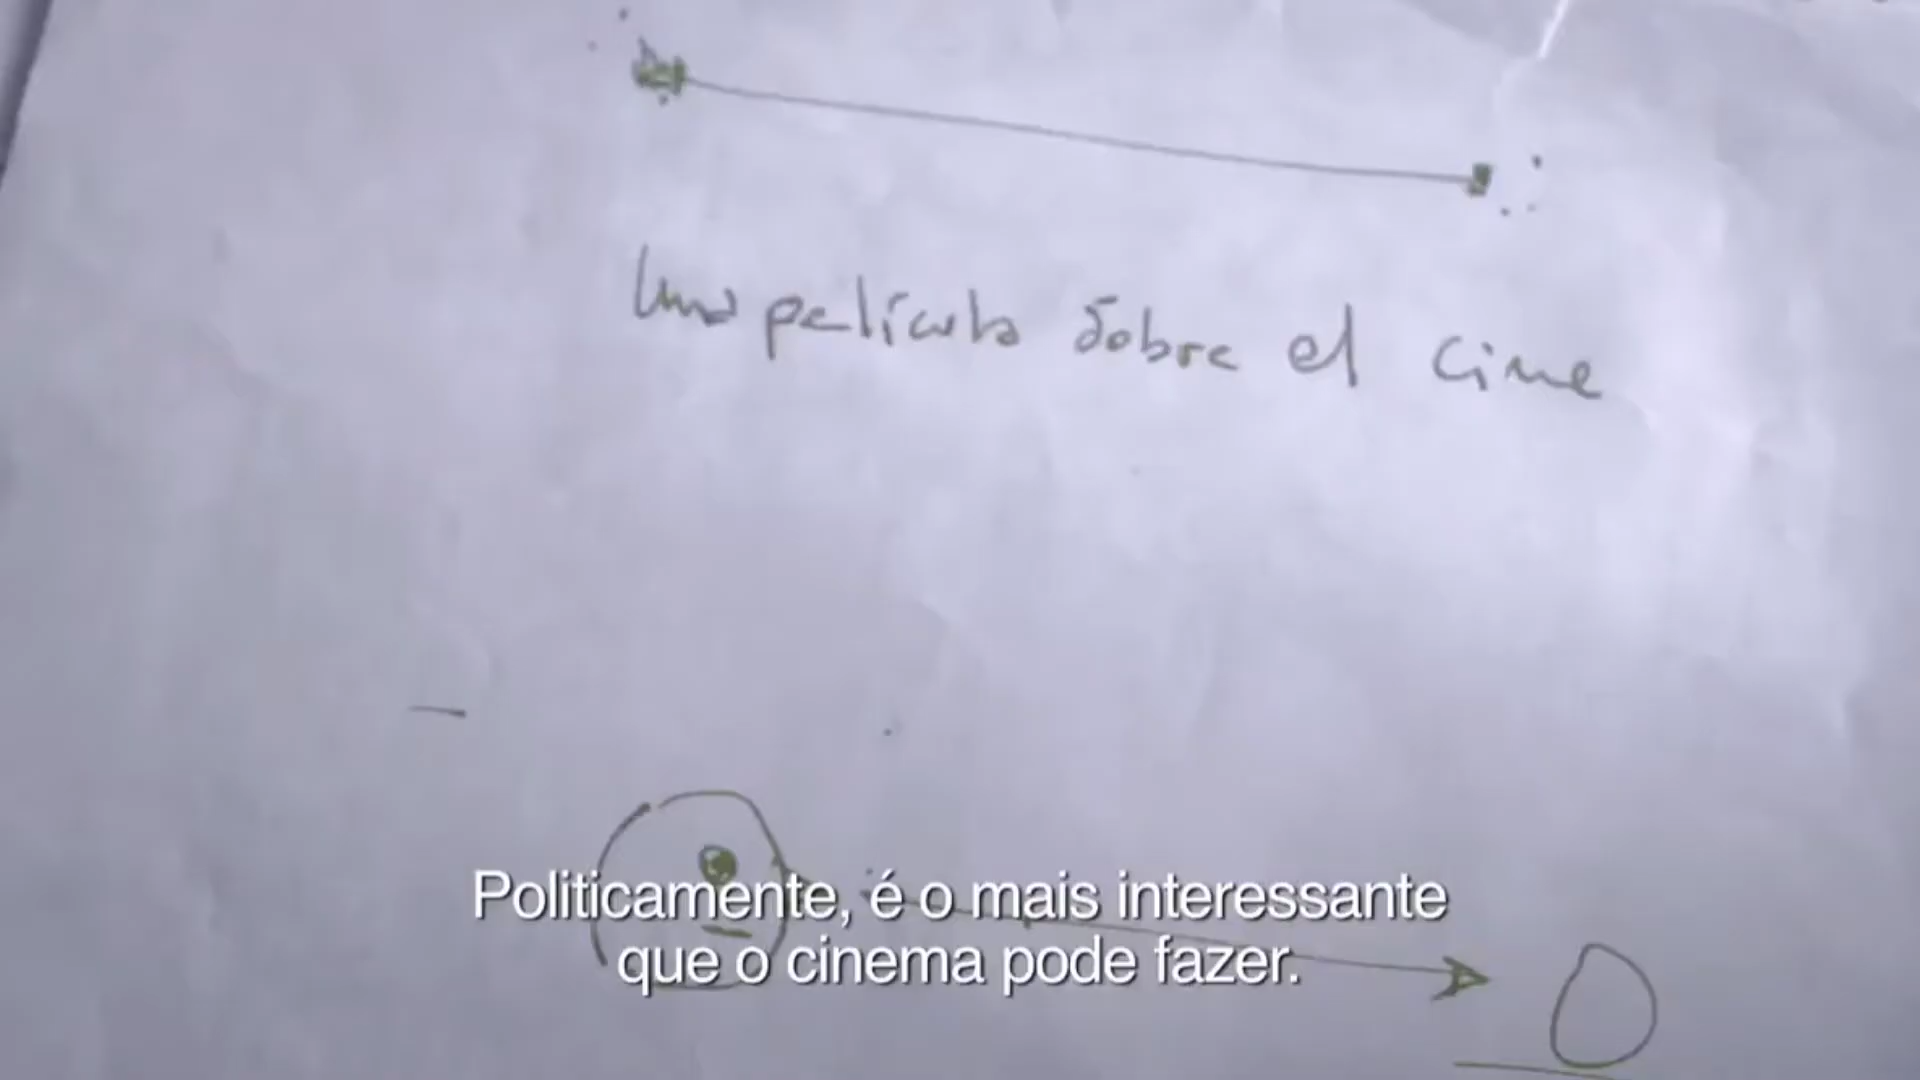 Una película sobre el cine
Politicamente, é o mais interessante
que o cinema pode fazer.